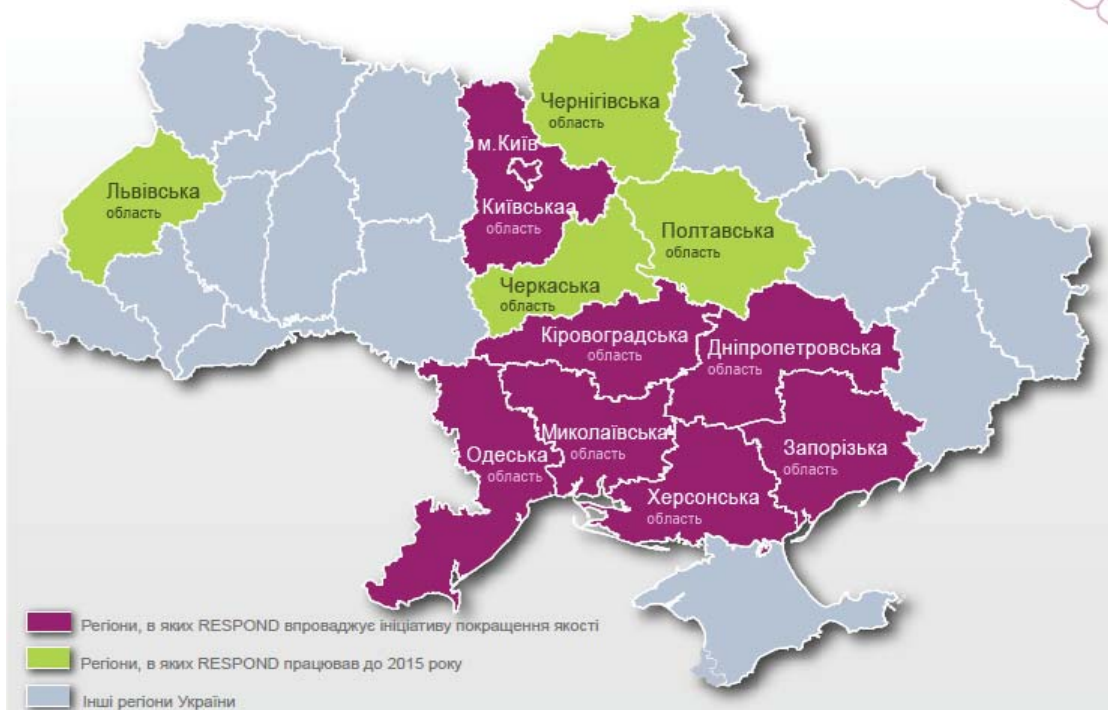 Чернігівська
область
м.Київ
Львівська
область
Київськаа
область
Полтавська
область
Черкаська
область
Кіровоградська
область
Дніпропетровська
область
Миколаївська
область
Одеська
область
Запорізька
область
Херсонська
область
Регіони, в яких RESPOND впроваджує ініціативу покращення якості
Регіони, в яких RESPOND працював до 2015 року
Інші регіони України